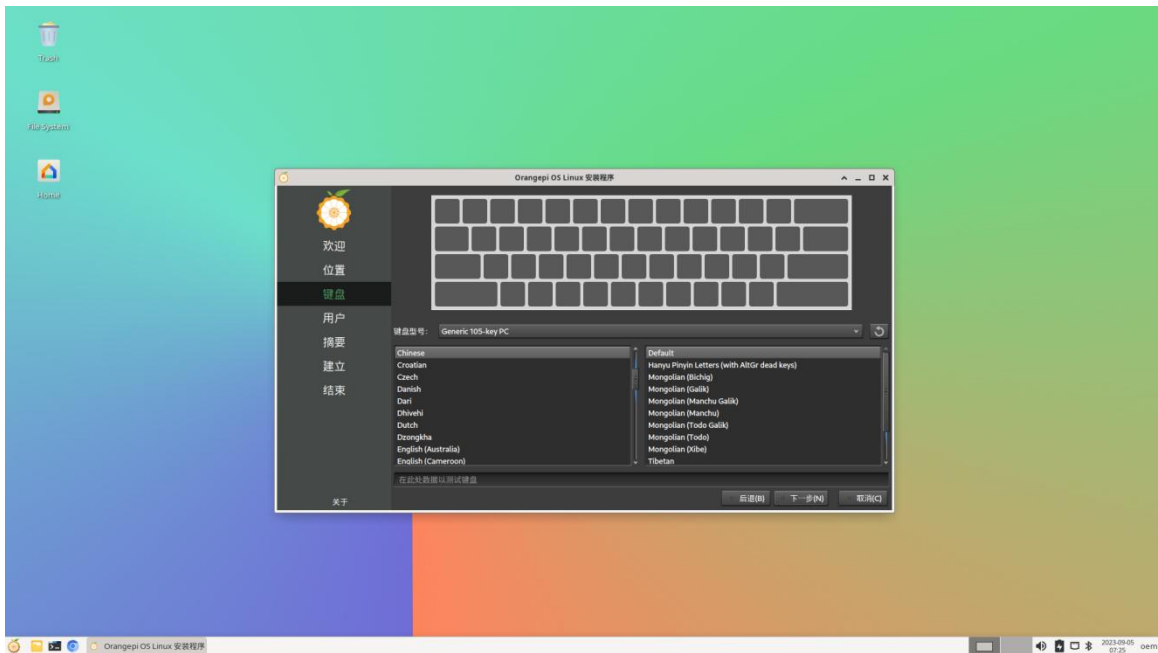 Trash
File System
Home
Orangepi OS Linux 安装程序
欢迎
位置
键盘
用户
摘要
建立
结束
关于
键盘型号: Generic 105-key PC
Chinese
Croatian
Czech
Danish
Dari
Dhivehi
Dutch
Dzongkha
English (Australia)
English (Cameroon)
Default
Hanyu Pinyin Letters (with AltGr dead keys)
Mongolian (Bichig)
Mongolian (Galik)
Mongolian (Manchu Galik)
Mongolian (Manchu)
Mongolian (Todo Galik)
Mongolian (Todo)
Mongolian (Xibe)
Tibetan
在此处数据以测试键盘
后退(B) 下一步(N) 取消(C)
Orangepi OS Linux 安装程序
2023-09-05
07:25
oem